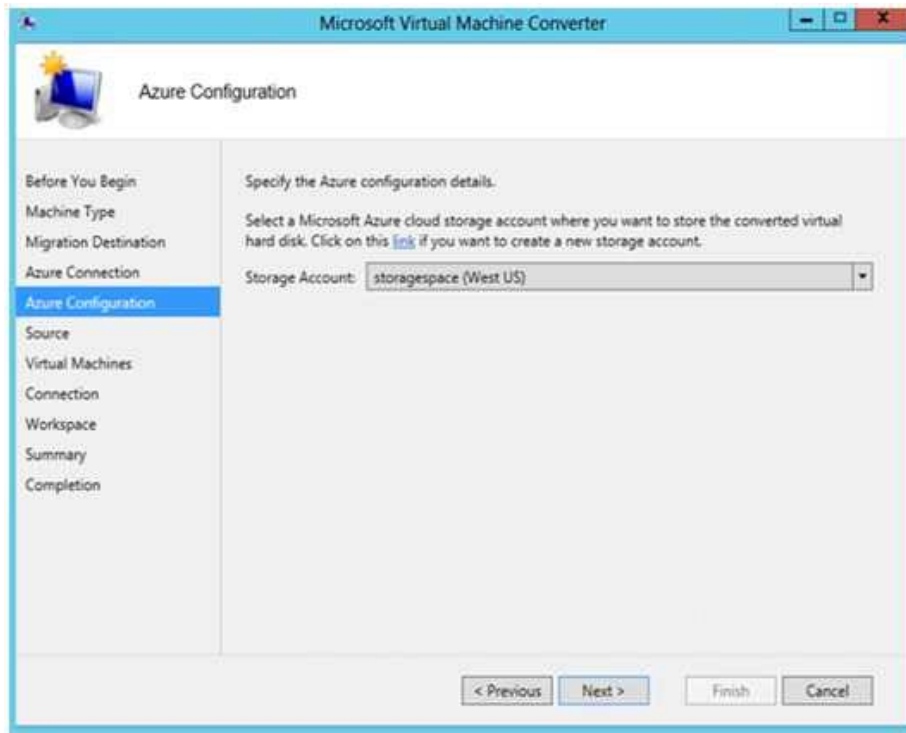 Microsoft Virtual Machine Converter
Azure Configuration
Before You Begin
Machine Type
Migration Destination
Azure Connection
Azure Configuration
Source
Virtual Machines
Connection
Workspace
Summary
Completion
Specify the Azure configuration details.
Select a Microsoft Azure cloud storage account where you want to store the converted virtual
hard disk. Click on this link if you want to create a new storage account.
Storage Account: storagespace (West US)
< Previous Next > Finish Cancel